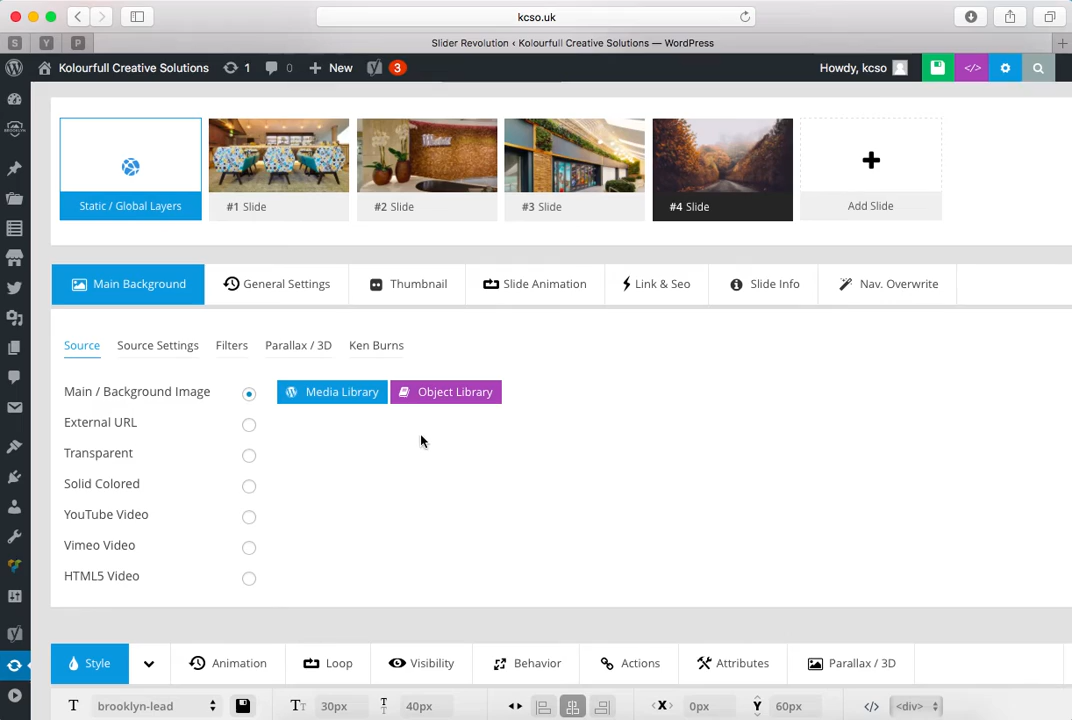 kcso.uk
S Y P Slider Revolution ‹ Kolourfull Creative Solutions — WordPress
Kolourfull Creative Solutions 1 0 New 3 Howdy, kcso </>
Static / Global Layers #1 Slide #2 Slide #3 Slide #4 Slide Add Slide
Main Background General Settings Thumbnail Slide Animation Link & Seo Slide Info Nav. Overwrite
Source Source Settings Filters Parallax / 3D Ken Burns
Main / Background Image Media Library Object Library
External URL
Transparent
Solid Colored
YouTube Video
Vimeo Video
HTML5 Video
Style Animation Loop Visibility Behavior Actions Attributes Parallax / 3D
T brooklyn-lead TT 30px T 40px X 0px Y 60px </> <div>